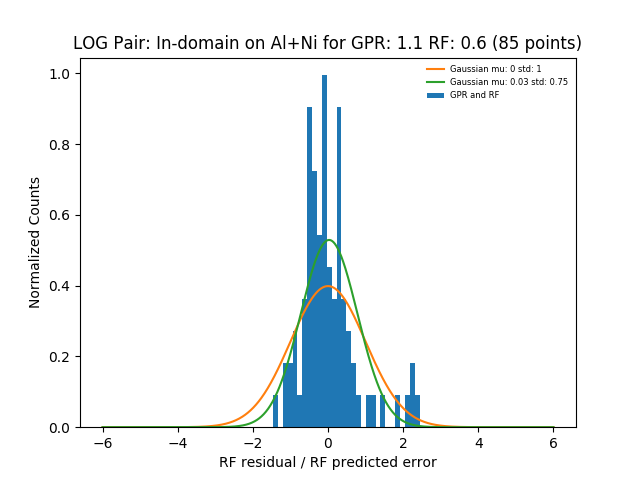 LOG Pair: In-domain on Al+Ni for GPR: 1.1 RF: 0.6 (85 points)
Gaussian mu: 0 std: 1
Gaussian mu: 0.03 std: 0.75
GPR and RF
Normalized Counts
1.0
0.8
0.6
0.4
0.2
0.0
−6 −4 −2 0 2 4 6
RF residual / RF predicted error